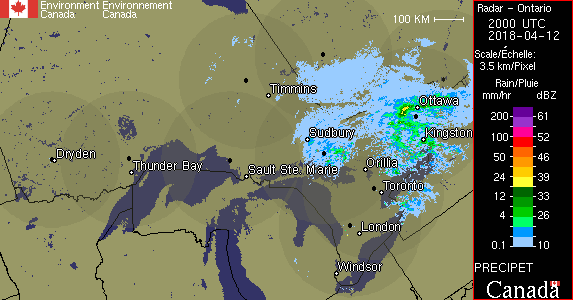 Environment Environnement
Canada Canada
100 KM
Timmins
Ottawa
Sudbury
Kingston
Dryden
Thunder Bay
Sault Ste. Marie
Orillia
Toronto
London
Windsor
Radar - Ontario
2000 UTC
2018-04-12
Scale/Échelle:
3.5 km/Pixel
Rain/Pluie
mm/hr dBZ
200 61
100 52
50 46
24 39
12 33
4 26
0.1 10
PRECIPET
Canada